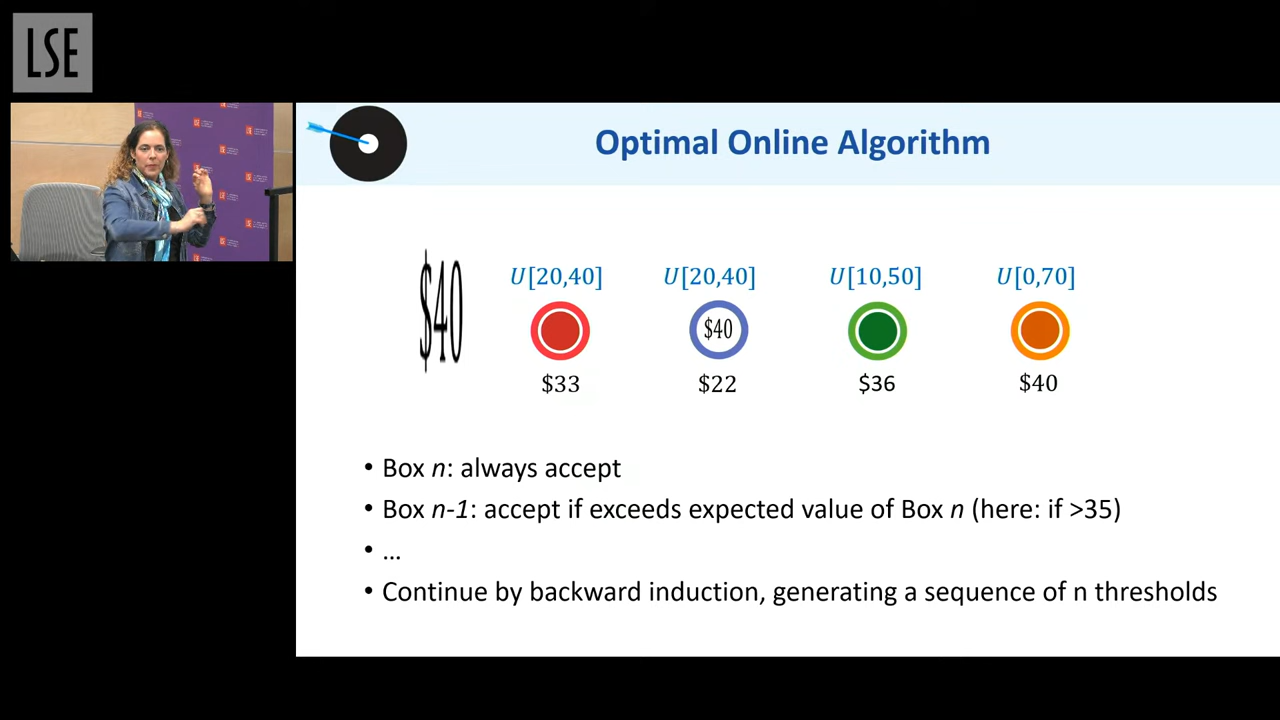 LSE
Optimal Online Algorithm
$40
U[20,40] U[20,40] U[10,50] U[0,70]
$40
$33 $22 $36 $40
• Box n: always accept
• Box n-1: accept if exceeds expected value of Box n (here: if >35)
• ...
• Continue by backward induction, generating a sequence of n thresholds